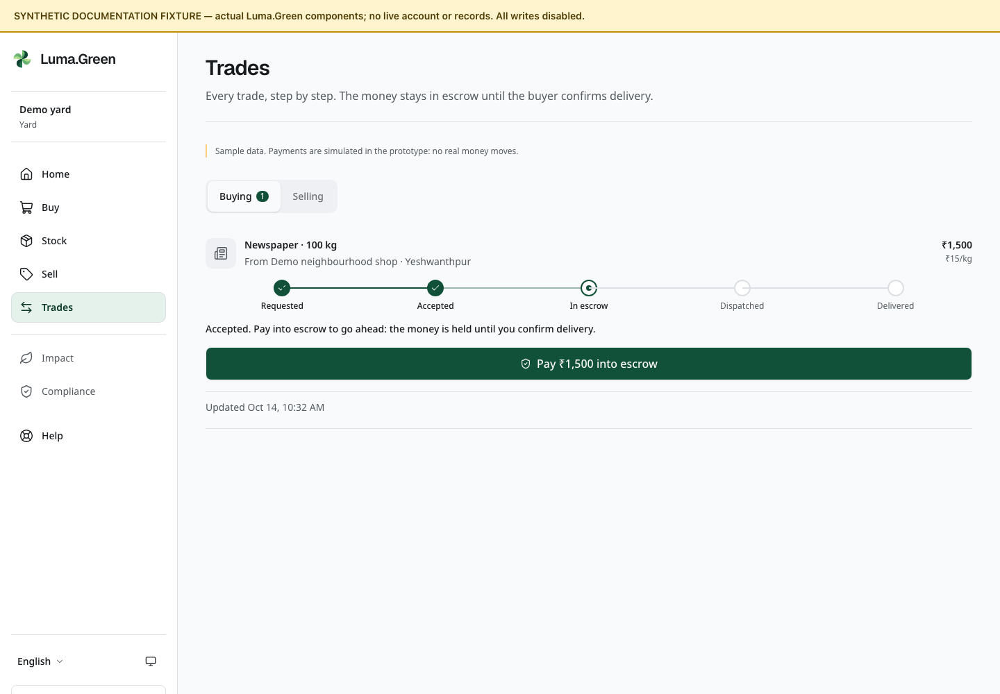 SYNTHETIC DOCUMENTATION FIXTURE — actual Luma.Green components; no live account or records. All writes disabled.
Luma.Green
Demo yard
Yard
Home
Buy
Stock
Sell
Trades
Impact
Compliance
Help
English
Trades
Every trade, step by step. The money stays in escrow until the buyer confirms delivery.
Sample data. Payments are simulated in the prototype: no real money moves.
Buying 1 Selling
Newspaper · 100 kg ₹1,500
From Demo neighbourhood shop · Yeshwanthpur ₹15/kg
Requested Accepted In escrow Dispatched Delivered
Accepted. Pay into escrow to go ahead: the money is held until you confirm delivery.
Pay ₹1,500 into escrow
Updated Oct 14, 10:32 AM